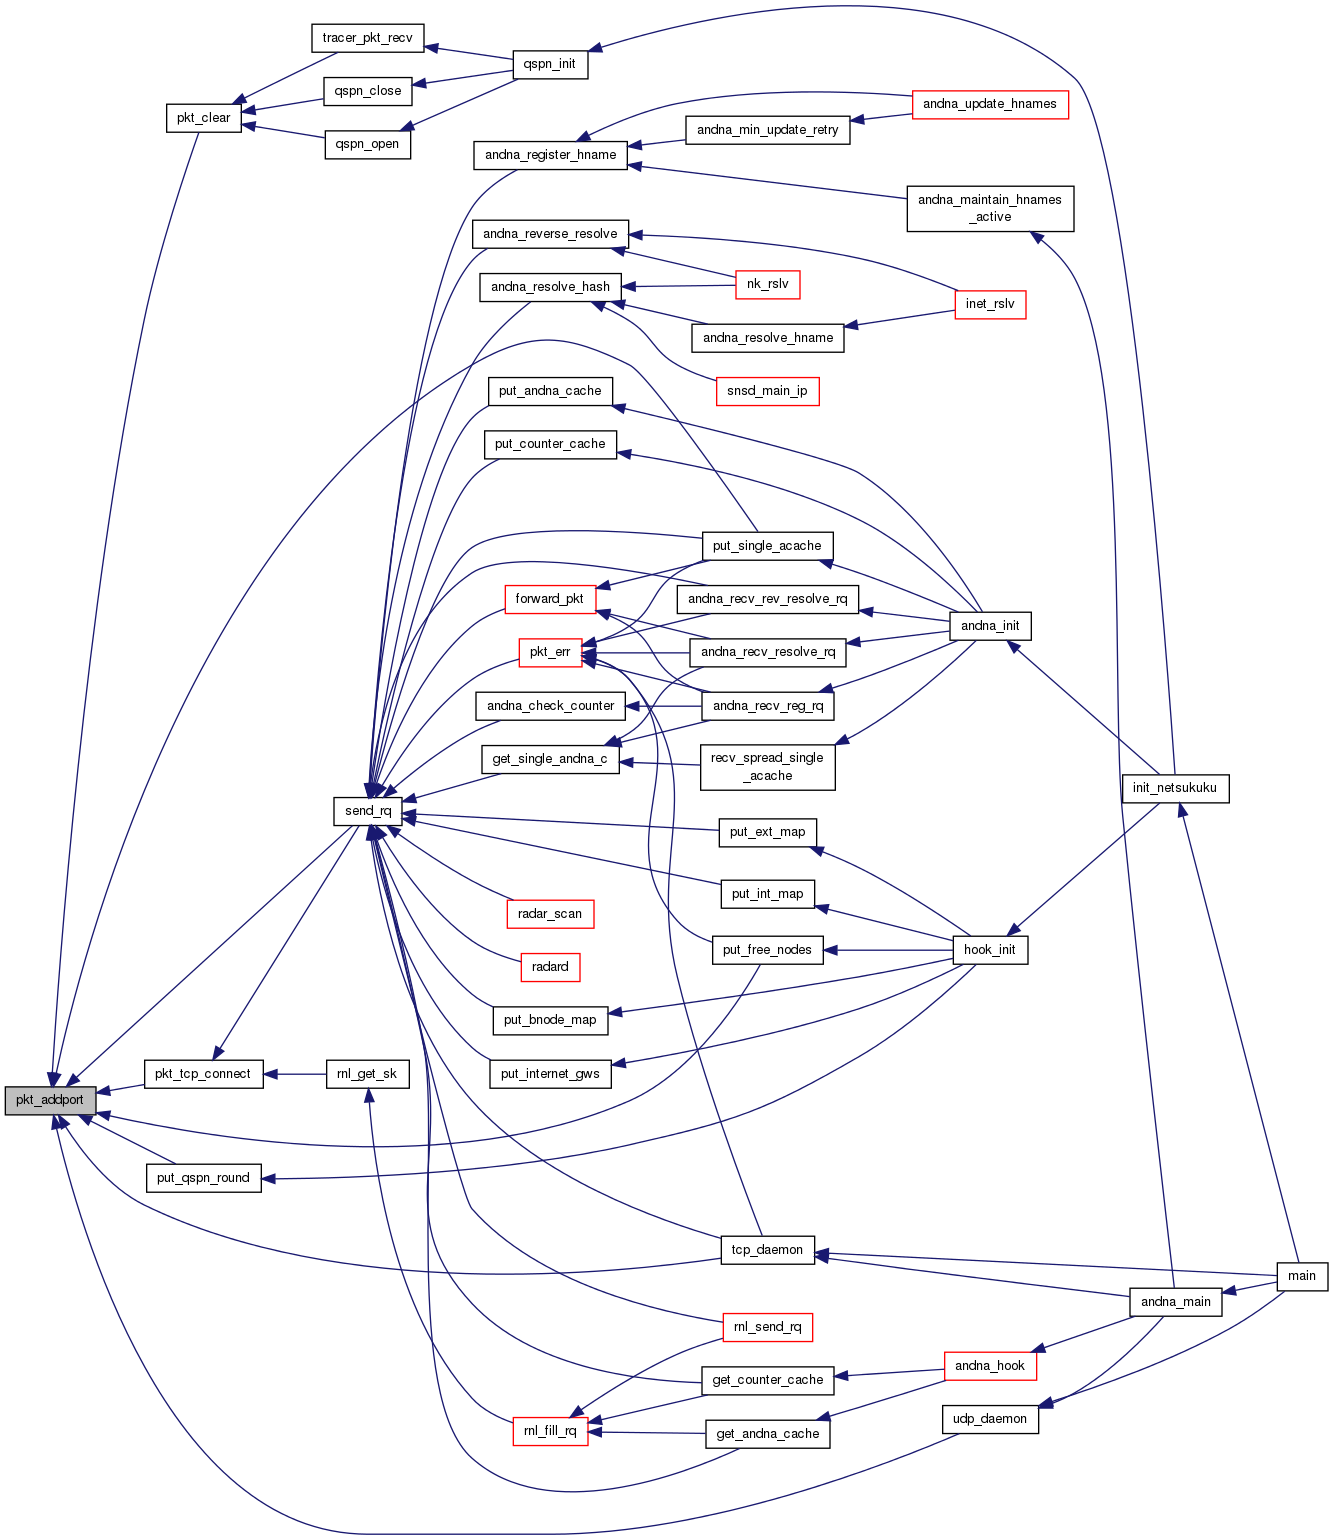 tracer_pkt_recv
qspn_init
qspn_close
pkt_clear
qspn_open
andna_update_hnames
andna_min_update_retry
andna_register_hname
andna_maintain_hnames
_active
andna_reverse_resolve
nk_rslv
andna_resolve_hash
inet_rslv
andna_resolve_hname
snsd_main_ip
put_andna_cache
put_counter_cache
put_single_acache
forward_pkt
andna_recv_rev_resolve_rq
andna_init
pkt_err
andna_recv_resolve_rq
andna_check_counter
andna_recv_reg_rq
get_single_andna_c
recv_spread_single
_acache
init_netsukuku
send_rq
put_ext_map
put_int_map
radar_scan
put_free_nodes
hook_init
radard
put_bnode_map
put_internet_gws
pkt_tcp_connect
rnl_get_sk
pkt_addport
put_qspn_round
tcp_daemon
main
andna_main
rnl_send_rq
andna_hook
get_counter_cache
udp_daemon
rnl_fill_rq
get_andna_cache